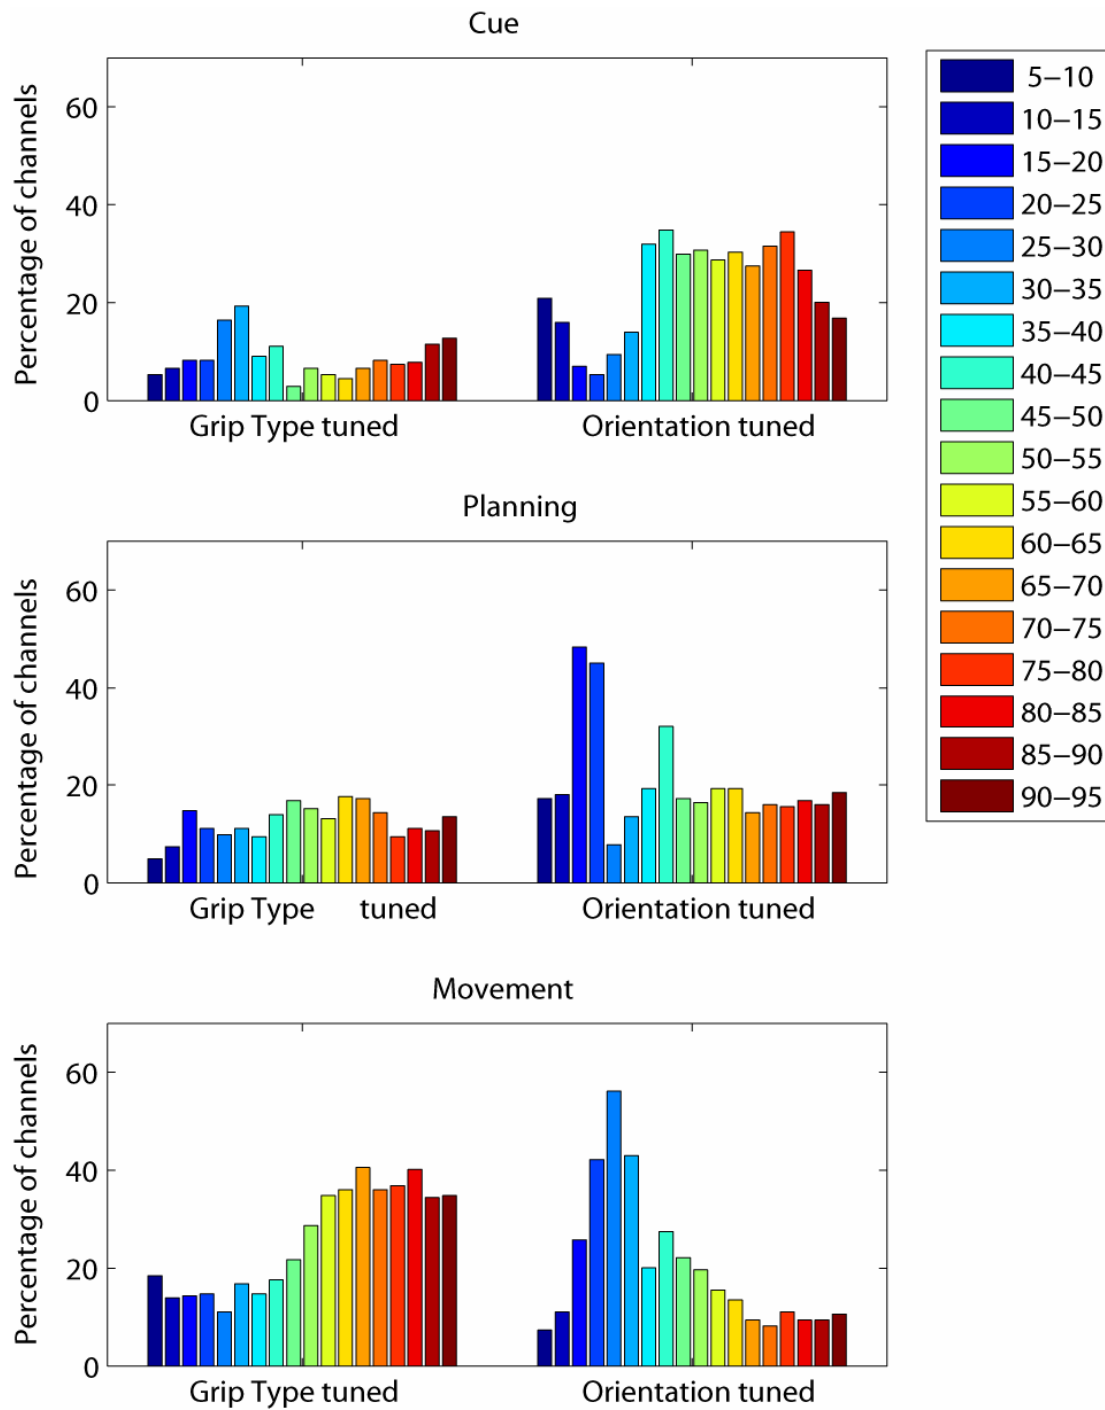 Cue
Percentage of channels
60
40
20
0
Grip Type tuned
Orientation tuned
Planning
Percentage of channels
60
40
20
0
Grip Type tuned
Orientation tuned
Movement
Percentage of channels
60
40
20
0
Grip Type tuned
Orientation tuned
5–10
10–15
15–20
20–25
25–30
30–35
35–40
40–45
45–50
50–55
55–60
60–65
65–70
70–75
75–80
80–85
85–90
90–95